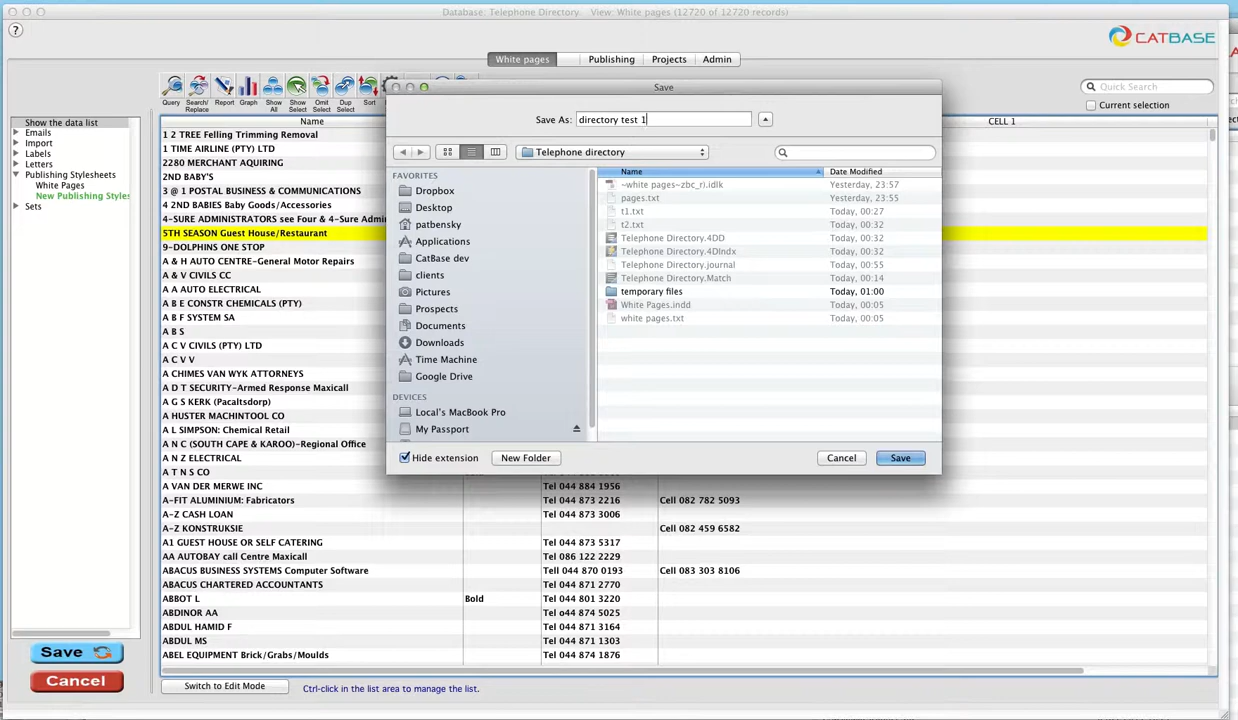 Database: Telephone Directory   View: White pages (12720 of 12720 records)
?
CATBASE
White pages
Publishing
Projects
Admin
Query
Search/
Replace
Report
Graph
Show
All
Show
Select
Omit
Select
Dup
Select
Sort
Quick Search
Current selection
Show the data list
Emails
Import
Labels
Letters
Publishing Stylesheets
White Pages
New Publishing Styles
Sets
Name
CELL 1
1 2 TREE Felling Trimming Removal
1 TIME AIRLINE (PTY) LTD
2280 MERCHANT AQUIRING
2ND BABY'S
3 @ 1 POSTAL BUSINESS & COMMUNICATIONS
4 2ND BABIES Baby Goods/Accessories
4-SURE ADMINISTRATORS see Four & 4-Sure Admin
5TH SEASON Guest House/Restaurant
9-DOLPHINS ONE STOP
A & H AUTO CENTRE-General Motor Repairs
A & V CIVILS CC
A A AUTO ELECTRICAL
A B E CONSTR CHEMICALS (PTY)
A B F SYSTEM SA
A B S
A C V CIVILS (PTY) LTD
A C V V
A CHIMES VAN WYK ATTORNEYS
A D T SECURITY-Armed Response Maxicall
A G S KERK (Pacaltsdorp)
A HUSTER MACHINTOOL CO
A L SIMPSON: Chemical Retail
A N C (SOUTH CAPE & KAROO)-Regional Office
A N Z ELECTRICAL
A T N S CO
A VAN DER MERWE INC Tel 044 884 1956
A-FIT ALUMINIUM: Fabricators Tel 044 873 2216 Cell 082 782 5093
A-Z CASH LOAN Tel 044 873 3006
A-Z KONSTRUKSIE Cell 082 459 6582
A1 GUEST HOUSE OR SELF CATERING Tel 044 873 5317
AA AUTOBAY call Centre Maxicall Tel 086 122 2229
ABACUS BUSINESS SYSTEMS Computer Software Tell 044 870 0193 Cell 083 303 8106
ABACUS CHARTERED ACCOUNTANTS Tel 044 871 2770
ABBOT L Bold Tel 044 801 3220
ABDINOR AA Tel o44 874 5025
ABDUL HAMID F Tel 044 871 3164
ABDUL MS Tel 044 871 1303
ABEL EQUIPMENT Brick/Grabs/Moulds Tel 044 874 1876
Save
Save As: directory test 1
Telephone directory
FAVORITES
Dropbox
Desktop
patbensky
Applications
CatBase dev
clients
Pictures
Prospects
Documents
Downloads
Time Machine
Google Drive
DEVICES
Local's MacBook Pro
My Passport
Name Date Modified
~white pages~zbc_r).idlk Yesterday, 23:57
pages.txt Yesterday, 23:55
t1.txt Today, 00:27
t2.txt Today, 00:32
Telephone Directory.4DD Today, 00:32
Telephone Directory.4DIndx Today, 00:32
Telephone Directory.journal Today, 00:55
Telephone Directory.Match Today, 00:14
temporary files Today, 01:00
White Pages.indd Today, 00:05
white pages.txt Today, 00:05
Hide extension
New Folder
Cancel
Save
Save
Cancel
Switch to Edit Mode
Ctrl-click in the list area to manage the list.